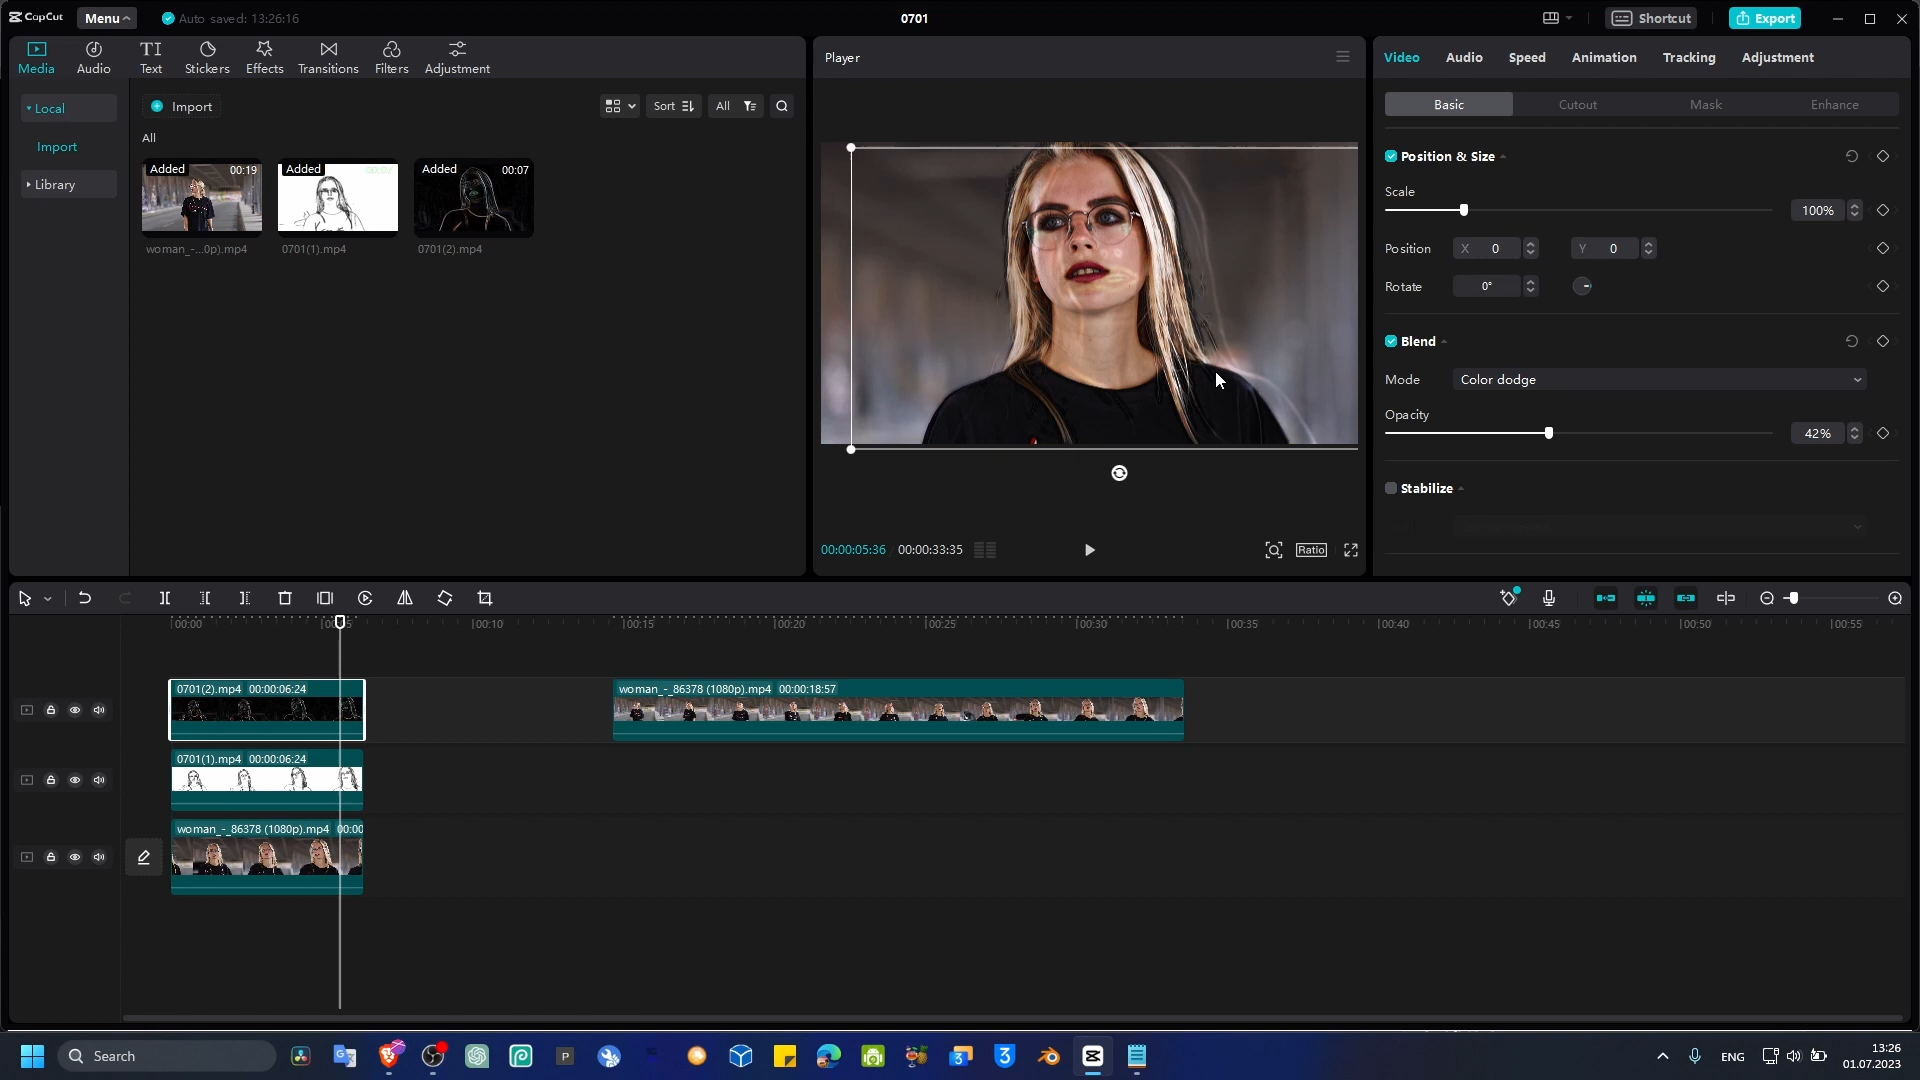 CapCut
Menu
Auto saved: 13:26:16
0701
Shortcut
Export
Media
Audio
TI
Text
Stickers
Effects
Transitions
Filters
Adjustment
Local
Import
Library
Import
Sort
All
All
Added 00:19
woman_-...0p).mp4
Added
0701(1).mp4
Added 00:07
0701(2).mp4
Player
00:00:05:36
00:00:33:35
Ratio
Video
Audio
Speed
Animation
Tracking
Adjustment
Basic
Cutout
Mask
Enhance
Position & Size
Scale
100%
Position X 0 Y 0
Rotate 0°
Blend
Mode Color dodge
Opacity
42%
Stabilize
00:00
00:10
00:15
00:20
00:25
00:30
00:35
00:40
00:45
00:50
00:55
0701(2).mp4 00:00:06:24
woman_-_86378 (1080p).mp4 00:00:18:57
0701(1).mp4 00:00:06:24
woman_-_86378 (1080p).mp4 00:00
Search
P
3
3
ENG
13:26
01.07.2023